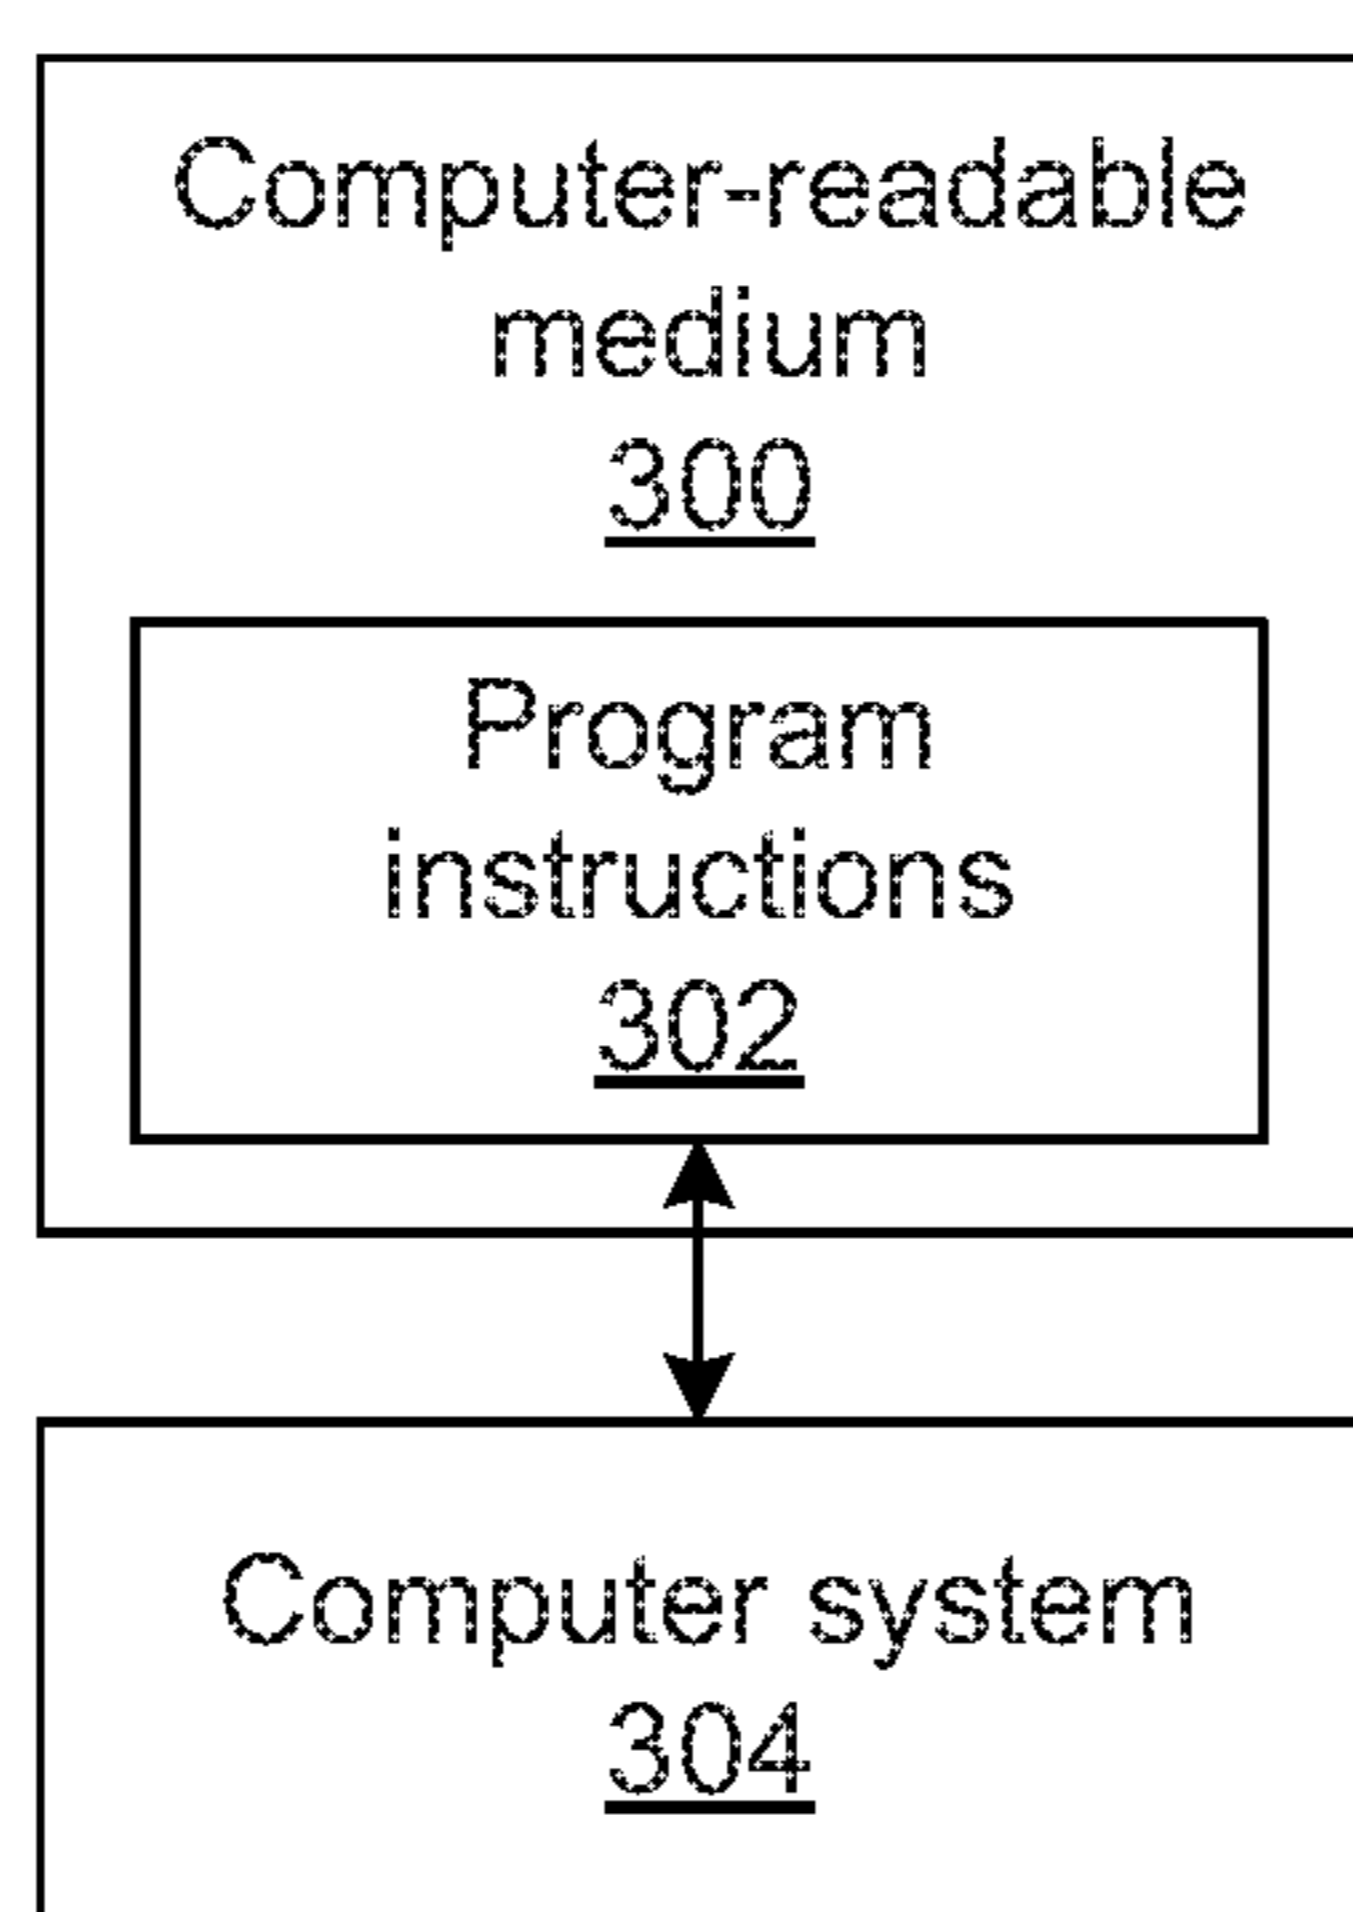 Computer-readable
medium
300
Program
instructions
302
Computer system
304